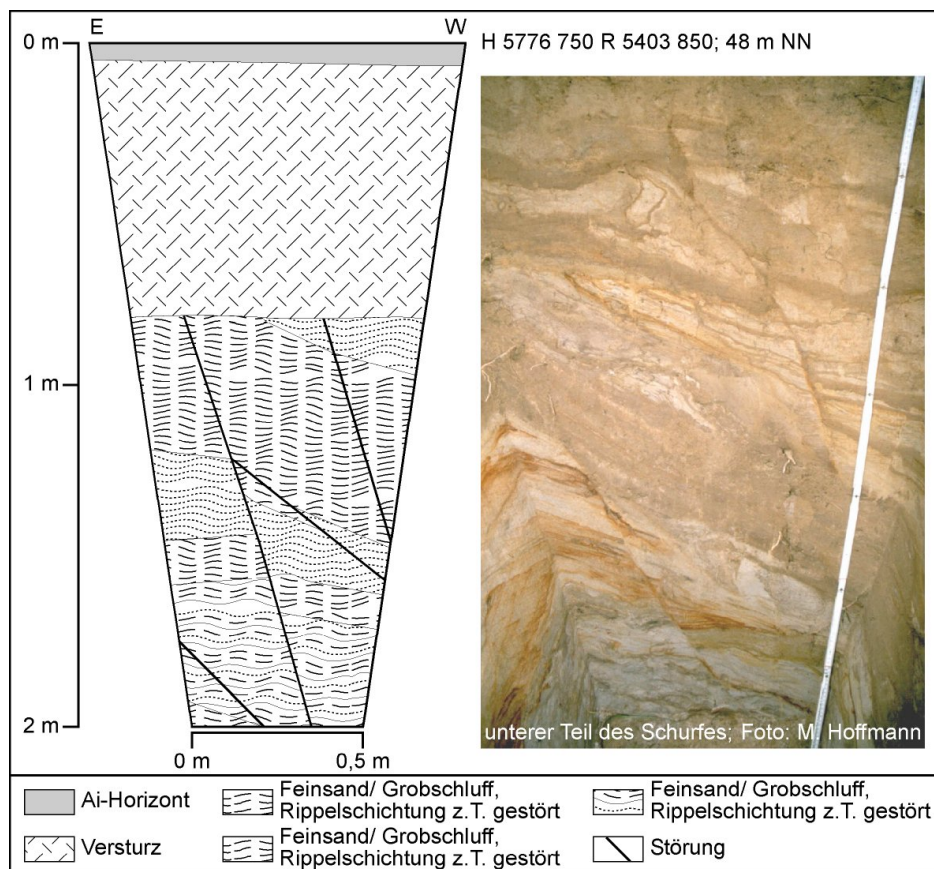 E W
0 m
H 5776 750 R 5403 850; 48 m NN
1 m
2 m
0 m 0,5 m
unterer Teil des Schurfes; Foto: M. Hoffmann
Ai-Horizont
Versturz
Feinsand/ Grobschluff,
Rippelschichtung z.T. gestört
Feinsand/ Grobschluff,
Rippelschichtung z.T. gestört
Feinsand/ Grobschluff,
Rippelschichtung z.T. gestört
Störung